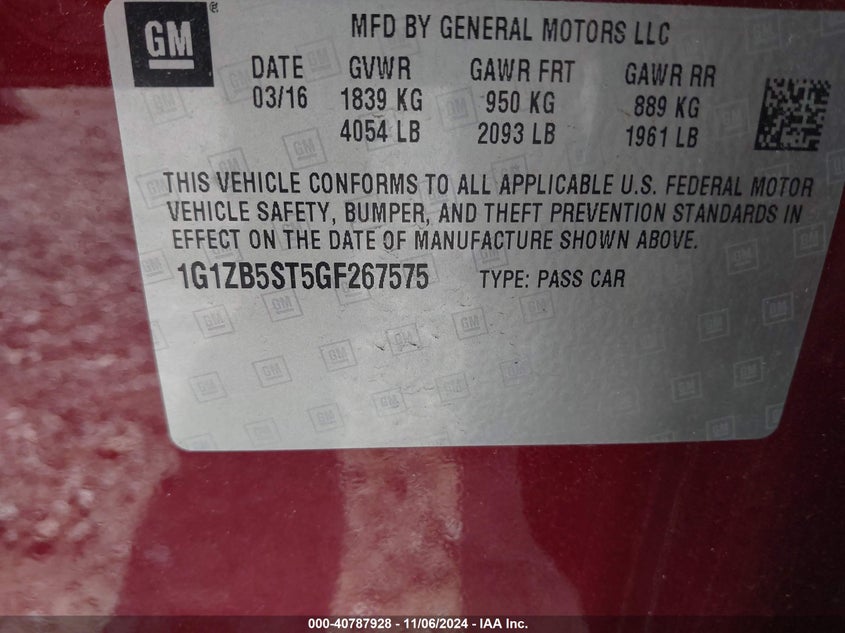 GM ®
MFD BY GENERAL MOTORS LLC
DATE GVWR GAWR FRT GAWR RR
03/16 1839 KG 950 KG 889 KG
4054 LB 2093 LB 1961 LB
THIS VEHICLE CONFORMS TO ALL APPLICABLE U.S. FEDERAL MOTOR
VEHICLE SAFETY, BUMPER, AND THEFT PREVENTION STANDARDS IN
EFFECT ON THE DATE OF MANUFACTURE SHOWN ABOVE.
1G1ZB5ST5GF267575 TYPE: PASS CAR
000-40787928 - 11/06/2024 - IAA Inc.